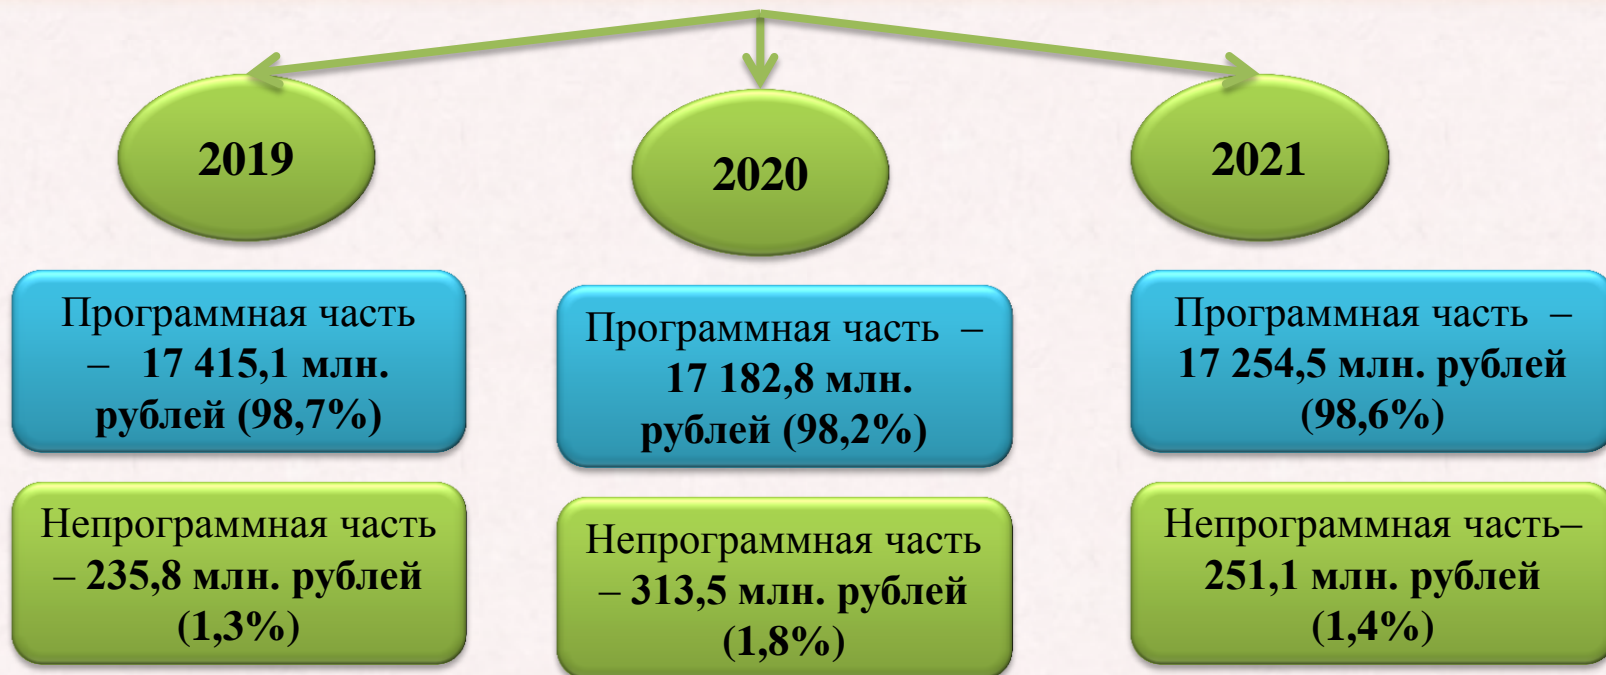 2019
2020
2021
Программная часть
– 17 415,1 млн.
рублей (98,7%)
Программная часть –
17 182,8 млн.
рублей (98,2%)
Программная часть –
17 254,5 млн. рублей
(98,6%)
Непрограммная часть
– 235,8 млн. рублей
(1,3%)
Непрограммная часть
– 313,5 млн. рублей
(1,8%)
Непрограммная часть–
251,1 млн. рублей
(1,4%)